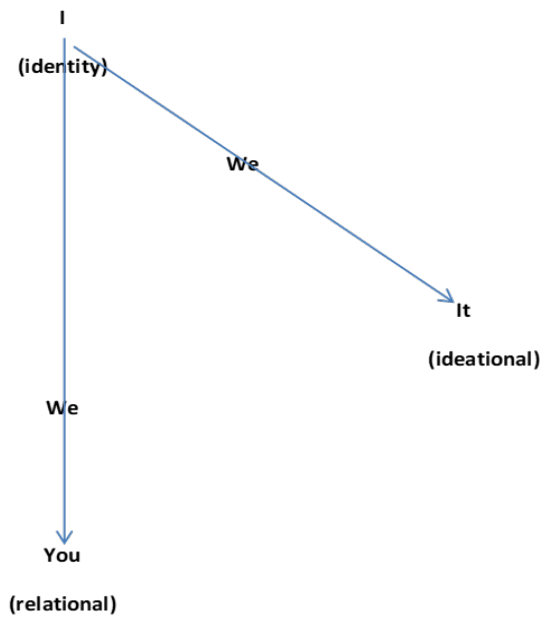 I
(identity)
We
It
(ideational)
We
You
(relational)